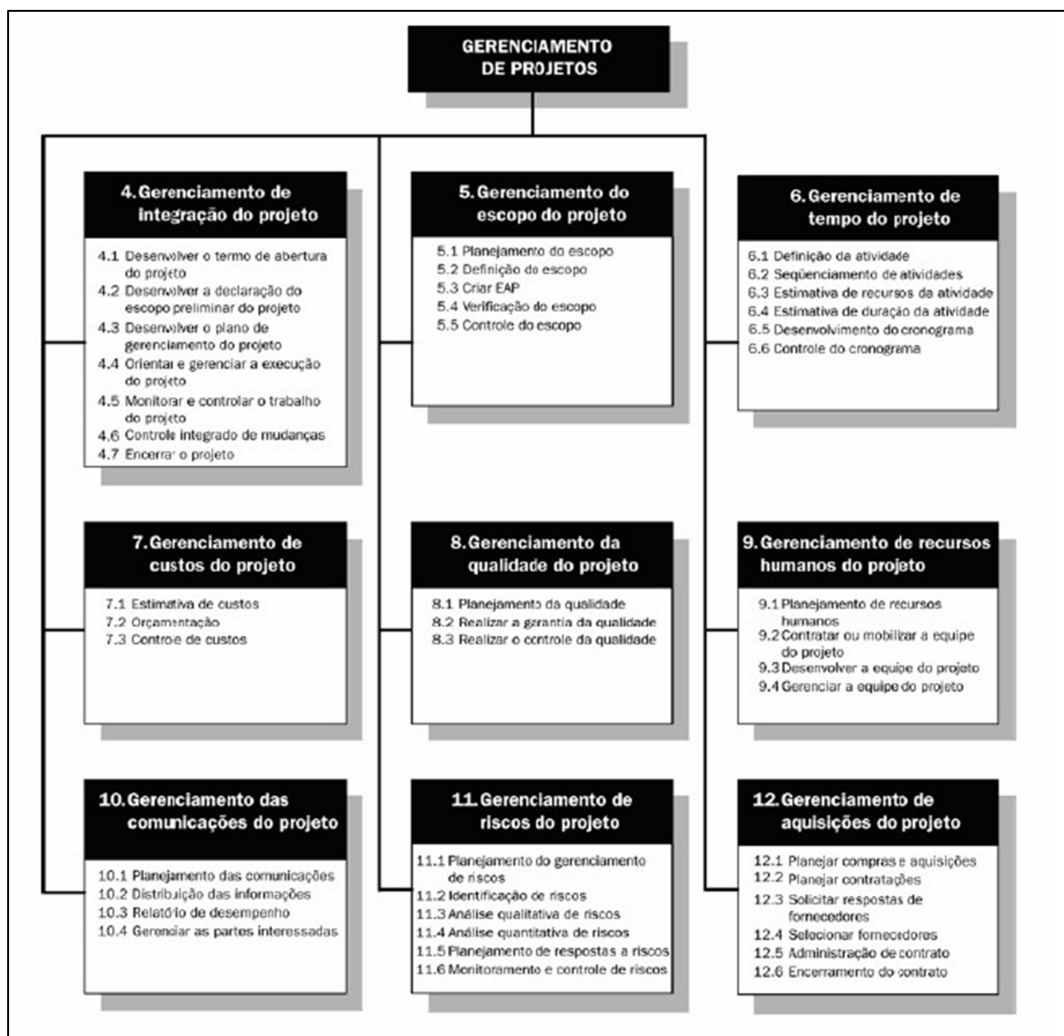 GERENCIAMENTO
DE PROJETOS
4. Gerenciamento de
integração do projeto
4.1 Desenvolver o termo de abertura
do projeto
4.2 Desenvolver a declaração do
escopo preliminar do projeto
4.3 Desenvolver o plano de
gerenciamento do projeto
4.4 Orientar e gerenciar a execução
do projeto
4.5 Monitorar e controlar o trabalho
do projeto
4.6 Controle integrado de mudanças
4.7 Encerrar o projeto
5. Gerenciamento do
escopo do projeto
5.1 Planejamento do escopo
5.2 Definição do escopo
5.3 Criar EAP
5.4 Verificação do escopo
5.5 Controle do escopo
6. Gerenciamento de
tempo do projeto
6.1 Definição da atividade
6.2 Seqüenciamento de atividades
6.3 Estimativa de recursos da atividade
6.4 Estimativa de duração da atividade
6.5 Desenvolvimento do cronograma
6.6 Controle do cronograma
7. Gerenciamento de
custos do projeto
7.1 Estimativa de custos
7.2 Orçamentação
7.3 Controle de custos
8. Gerenciamento da
qualidade do projeto
8.1 Planejamento da qualidade
8.2 Realizar a garantia da qualidade
8.3 Realizar o controle da qualidade
9. Gerenciamento de recursos
humanos do projeto
9.1 Planejamento de recursos
humanos
9.2 Contratar ou mobilizar a equipe
do projeto
9.3 Desenvolver a equipe do projeto
9.4 Gerenciar a equipe do projeto
10. Gerenciamento das
comunicações do projeto
10.1 Planejamento das comunicações
10.2 Distribuição das informações
10.3 Relatório de desempenho
10.4 Gerenciar as partes interessadas
11. Gerenciamento de
riscos do projeto
11.1 Planejamento do gerenciamento
de riscos
11.2 Identificação de riscos
11.3 Análise qualitativa de riscos
11.4 Análise quantitativa de riscos
11.5 Planejamento de respostas a riscos
11.6 Monitoramento e controle de riscos
12. Gerenciamento de
aquisições do projeto
12.1 Planejar compras e aquisições
12.2 Planejar contratações
12.3 Solicitar respostas de
fornecedores
12.4 Selecionar fornecedores
12.5 Administração de contrato
12.6 Encerramento do contrato